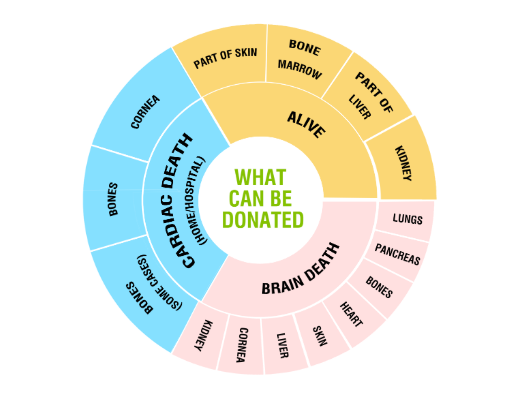 WHAT
CAN BE
DONATED
ALIVE
PART OF SKIN
BONE
MARROW
PART OF
LIVER
KIDNEY
BRAIN DEATH
LUNGS
PANCREAS
BONES
HEART
SKIN
LIVER
CORNEA
KIDNEY
CARDIAC DEATH
(HOME/HOSPITAL)
BONES
(SOME CASES)
BONES
CORNEA